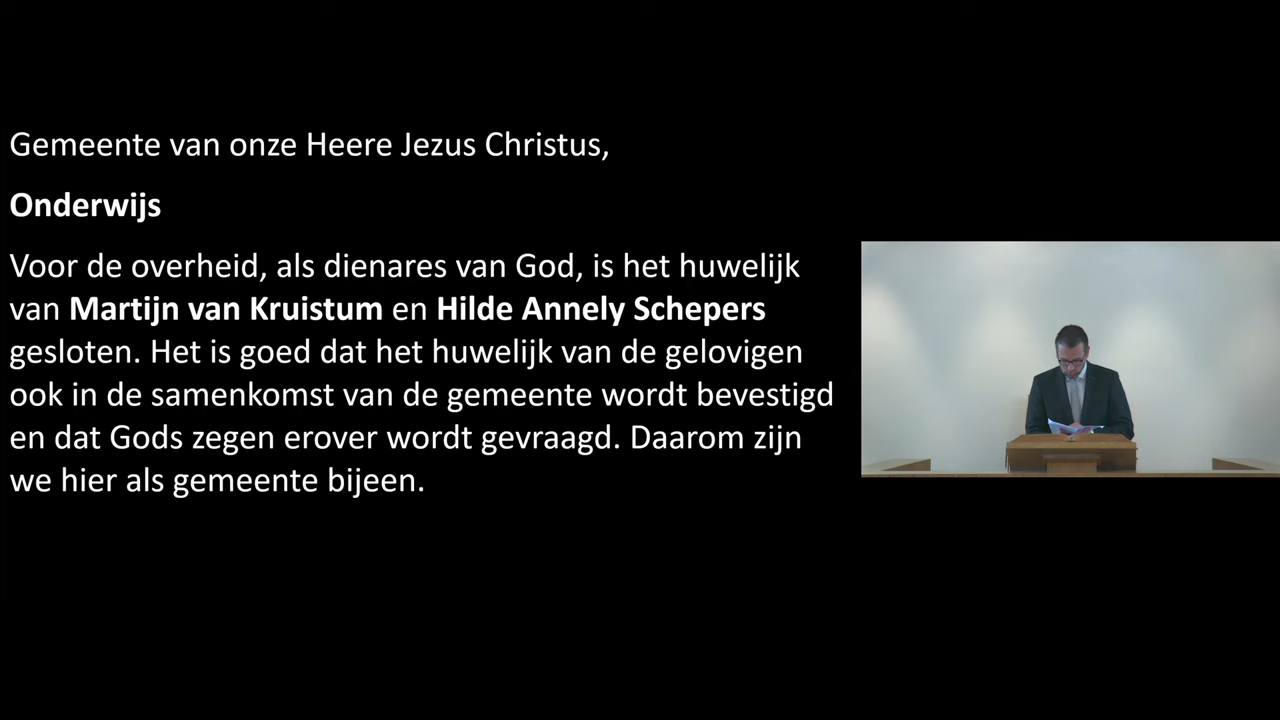 Gemeente van onze Heere Jezus Christus,
Onderwijs
Voor de overheid, als dienares van God, is het huwelijk
van Martijn van Kruistum en Hilde Annely Schepers
gesloten. Het is goed dat het huwelijk van de gelovigen
ook in de samenkomst van de gemeente wordt bevestigd
en dat Gods zegen erover wordt gevraagd. Daarom zijn
we hier als gemeente bijeen.